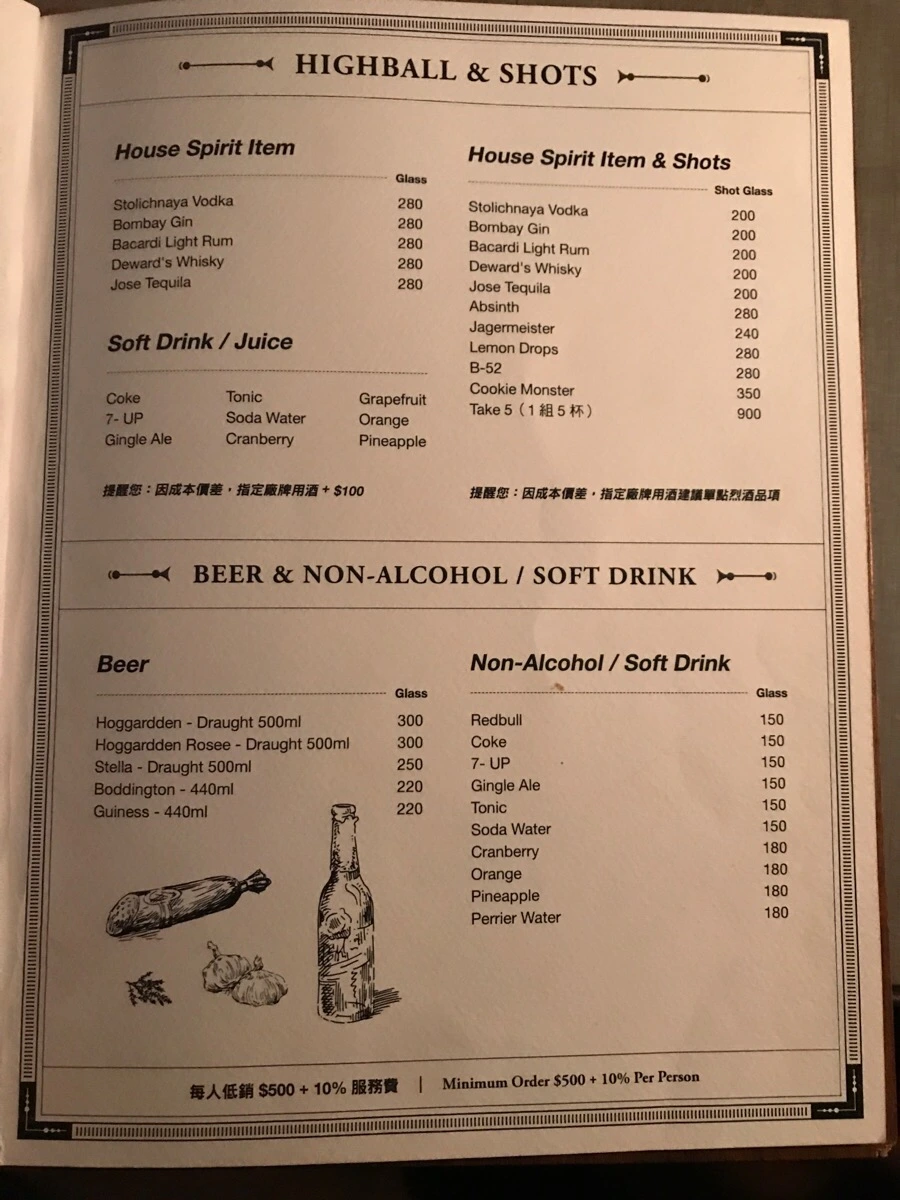 HIGHBALL & SHOTS
House Spirit Item
Glass
Stolichnaya Vodka 280
Bombay Gin 280
Bacardi Light Rum 280
Deward's Whisky 280
Jose Tequila 280
Soft Drink / Juice
Coke Tonic Grapefruit
7- UP Soda Water Orange
Gingle Ale Cranberry Pineapple
提醒您：因成本價差，指定廠牌用酒 + $100
House Spirit Item & Shots
Shot Glass
Stolichnaya Vodka 200
Bombay Gin 200
Bacardi Light Rum 200
Deward's Whisky 200
Jose Tequila 200
Absinth 280
Jagermeister 240
Lemon Drops 280
B-52 280
Cookie Monster 350
Take 5（1 組 5 杯） 900
提醒您：因成本價差，指定廠牌用酒建議單點烈酒品項
BEER & NON-ALCOHOL / SOFT DRINK
Beer
Glass
Hoggardden - Draught 500ml 300
Hoggardden Rosee - Draught 500ml 300
Stella - Draught 500ml 250
Boddington - 440ml 220
Guiness - 440ml 220
Non-Alcohol / Soft Drink
Glass
Redbull 150
Coke 150
7- UP 150
Gingle Ale 150
Tonic 150
Soda Water 150
Cranberry 180
Orange 180
Pineapple 180
Perrier Water 180
每人低銷 $500 + 10% 服務費 | Minimum Order $500 + 10% Per Person